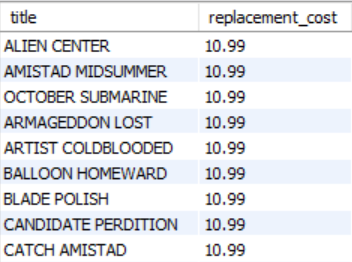 title replacement_cost
ALIEN CENTER 10.99
AMISTAD MIDSUMMER 10.99
OCTOBER SUBMARINE 10.99
ARMAGEDDON LOST 10.99
ARTIST COLDBLOODED 10.99
BALLOON HOMEWARD 10.99
BLADE POLISH 10.99
CANDIDATE PERDITION 10.99
CATCH AMISTAD 10.99